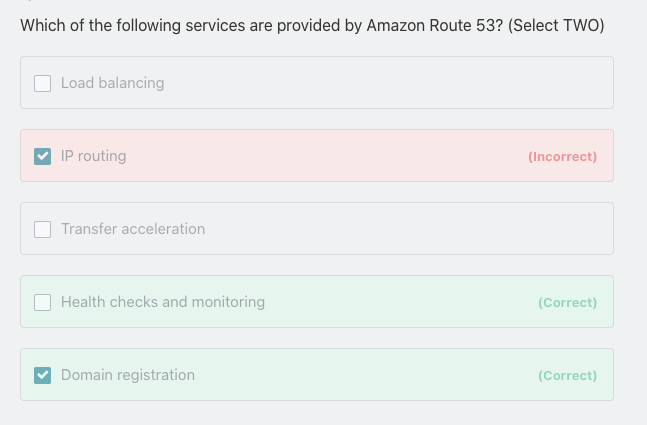 Which of the following services are provided by Amazon Route 53? (Select TWO)
Load balancing
IP routing (Incorrect)
Transfer acceleration
Health checks and monitoring (Correct)
Domain registration (Correct)